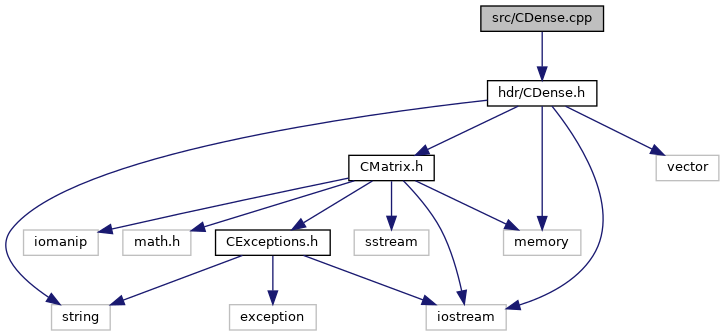 src/CDense.cpp
hdr/CDense.h
CMatrix.h
vector
iomanip
math.h
CExceptions.h
sstream
memory
string
exception
iostream